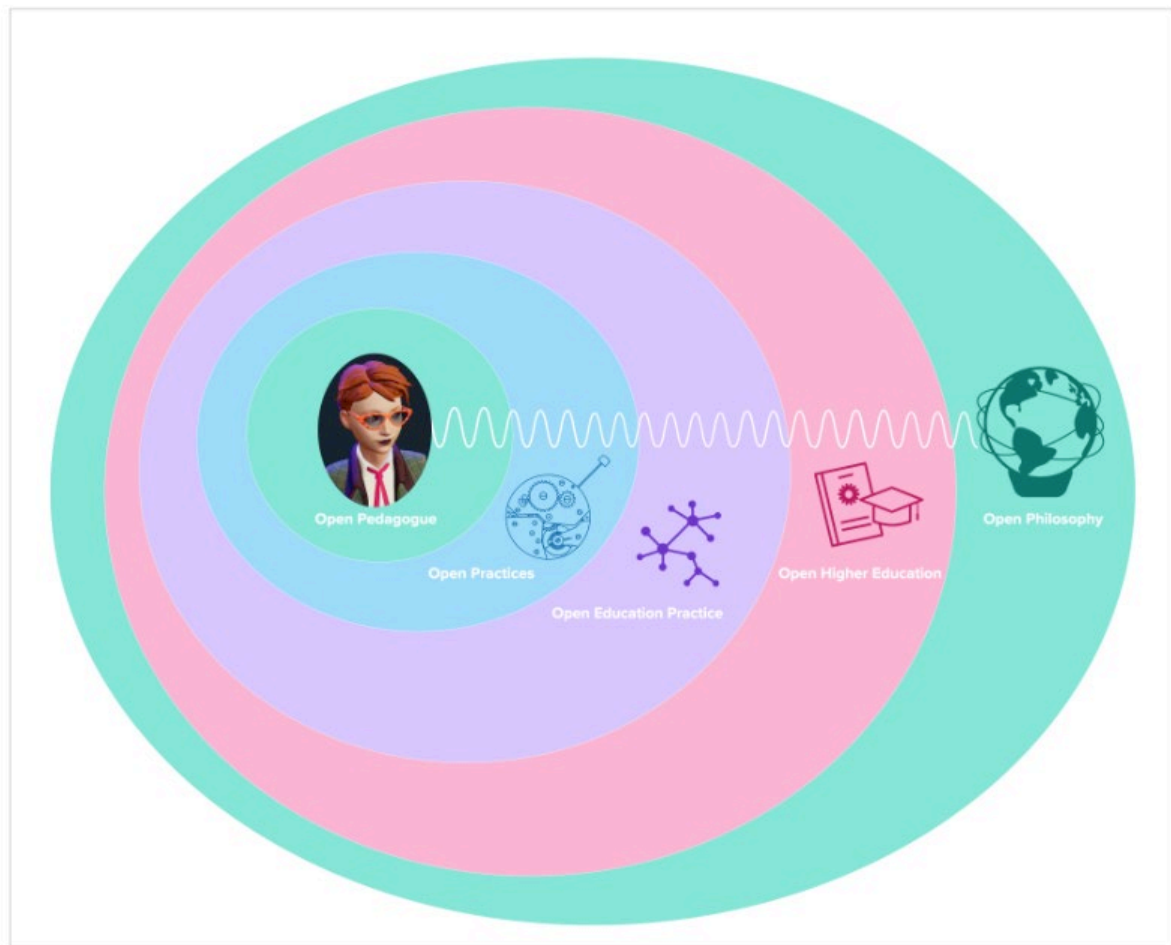 Open Pedagogue
Open Practices
Open Education Practice
Open Higher Education
Open Philosophy